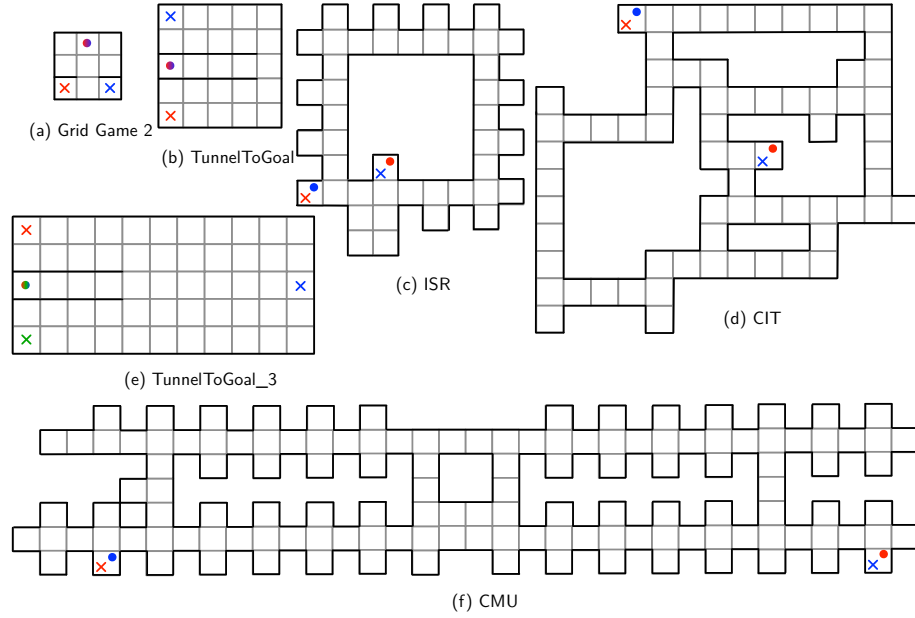 (a) Grid Game 2
(b) TunnelToGoal
(c) ISR
(d) CIT
(e) TunnelToGoal_3
(f) CMU